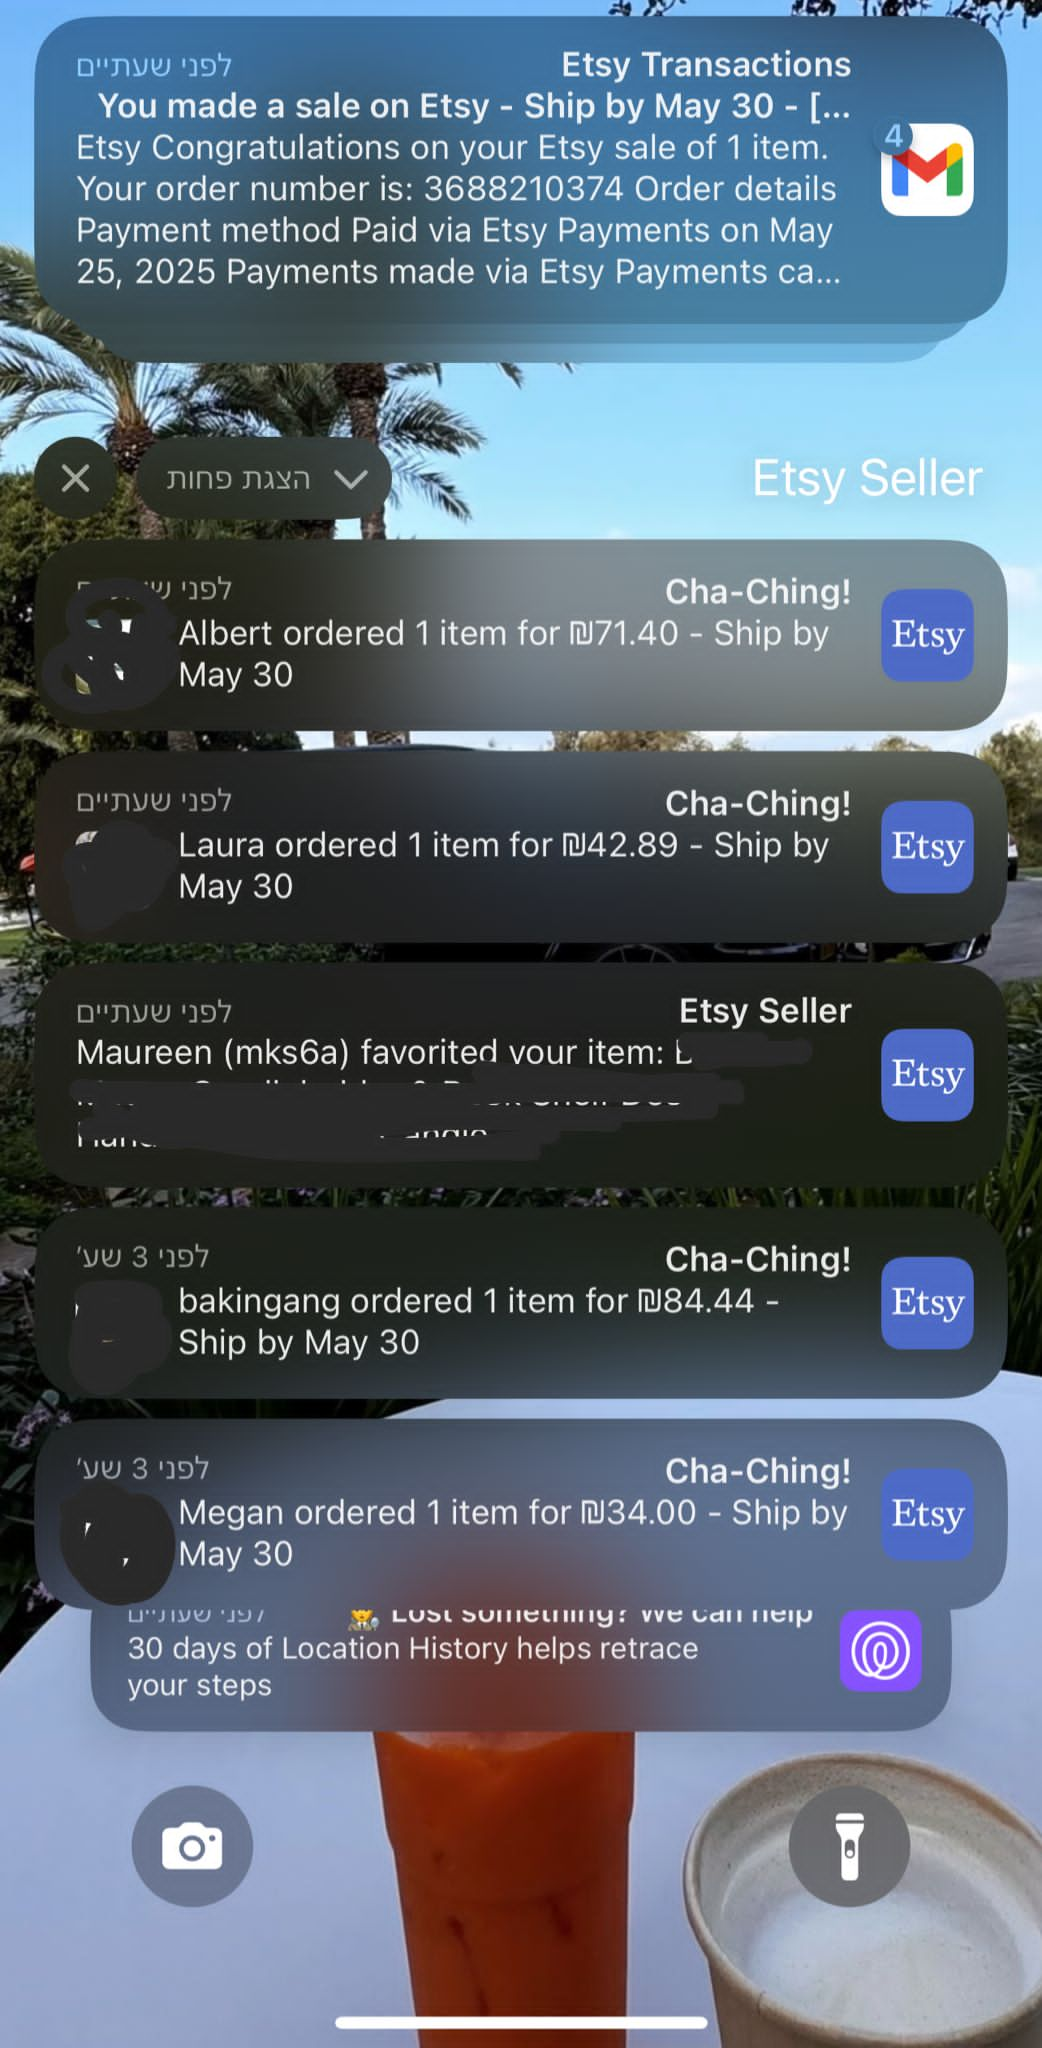 Etsy Transactions
לפני שעתיים
You made a sale on Etsy - Ship by May 30 - [...
Etsy Congratulations on your Etsy sale of 1 item.
Your order number is: 3688210374 Order details
Payment method Paid via Etsy Payments on May
25, 2025 Payments made via Etsy Payments ca...
4
Etsy Seller
הצגת פחות
Cha-Ching!
לפני
Albert ordered 1 item for ₪71.40 - Ship by
May 30
Etsy
Cha-Ching!
לפני שעתיים
Laura ordered 1 item for ₪42.89 - Ship by
May 30
Etsy
Etsy Seller
לפני שעתיים
Maureen (mks6a) favorited your item:
Etsy
Cha-Ching!
לפני 3 שע׳
bakingang ordered 1 item for ₪84.44 -
Ship by May 30
Etsy
Cha-Ching!
לפני 3 שע׳
Megan ordered 1 item for ₪34.00 - Ship by
May 30
Etsy
Lost something? We can help
לפני שעתיים
30 days of Location History helps retrace
your steps